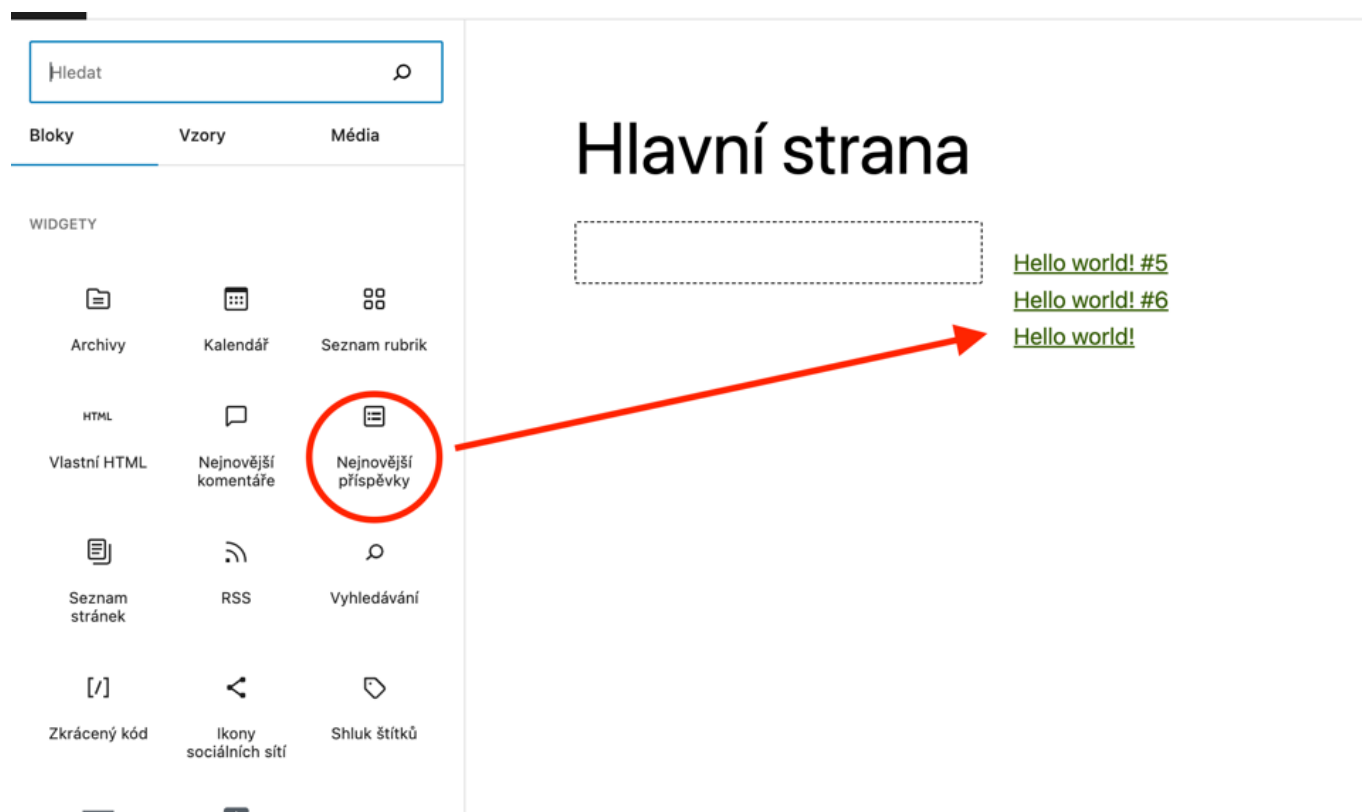 Hledat
Bloky Vzory Média
WIDGETY
Archivy Kalendář Seznam rubrik
HTML
Vlastní HTML Nejnovější komentáře Nejnovější příspěvky
Seznam stránek RSS Vyhledávání
[/]
Zkrácený kód Ikony sociálních sítí Shluk štítků
Hlavní strana
Hello world! #5
Hello world! #6
Hello world!